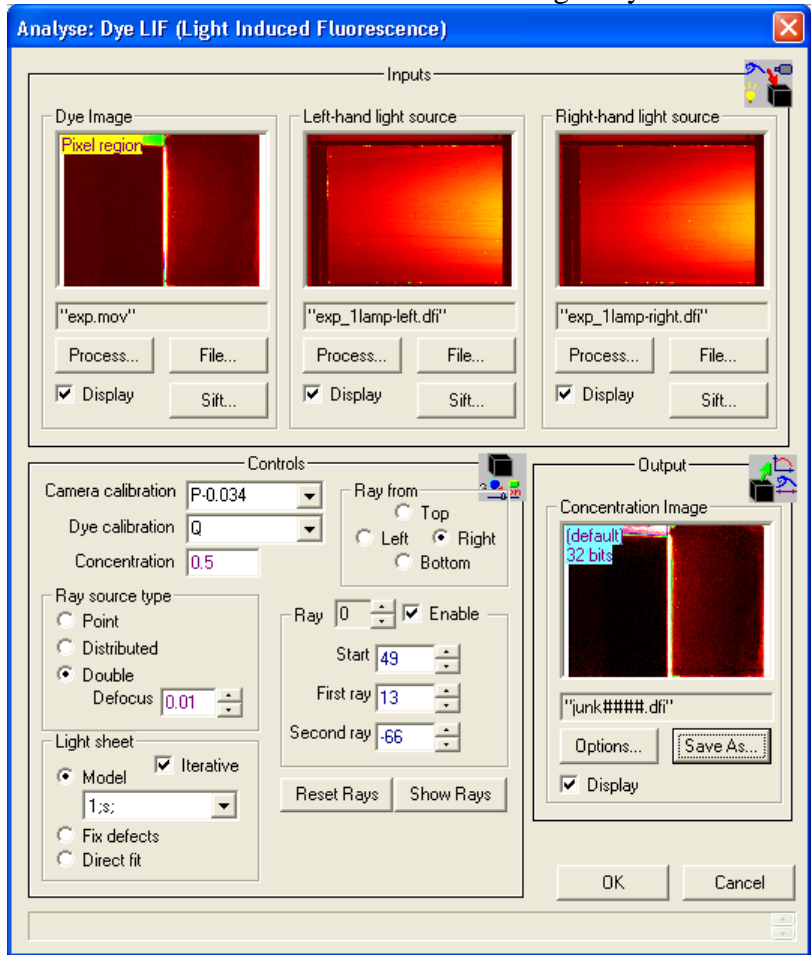 Analyse: Dye LIF (Light Induced Fluorescence)
Inputs
Dye Image
Left-hand light source
Right-hand light source
Pixel region
"exp.mov"
"exp_1lamp-left.dfi"
"exp_1lamp-right.dfi"
Process... File...
Process... File...
Process... File...
Display Sift...
Display Sift...
Display Sift...
Controls
Camera calibration P-0.034
Dye calibration Q
Concentration 0.5
Ray from
Top
Left Right
Bottom
Ray source type
Point
Distributed
Double
Defocus 0.01
Ray 0 Enable
Start 49
First ray 13
Second ray -66
Light sheet
Model Iterative
1;s;
Fix defects
Direct fit
Reset Rays Show Rays
Output
Concentration Image
(default)
32 bits
"junk####.dfi"
Options... Save As...
Display
OK Cancel